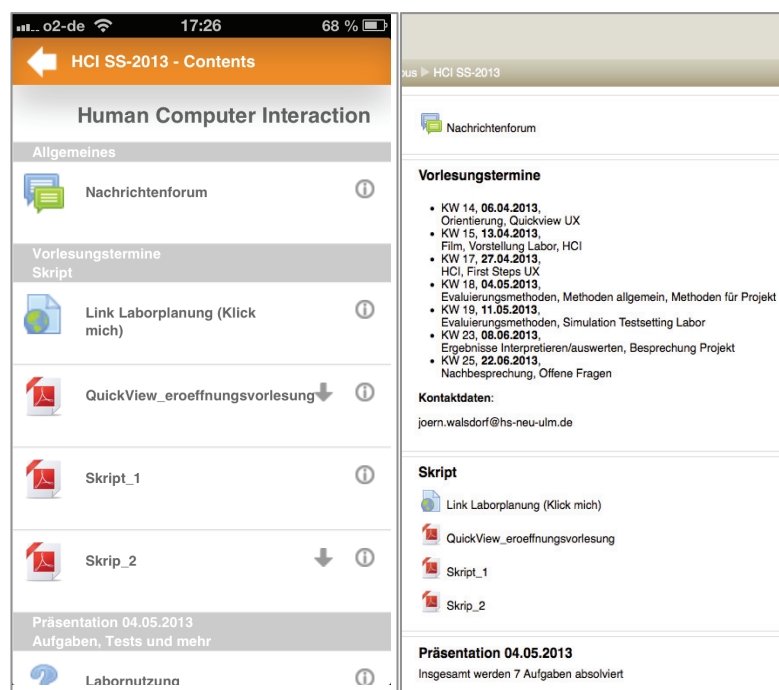 o2-de 17:26 68 %
HCI SS-2013 - Contents
Human Computer Interaction
Allgemeines
Nachrichtenforum
Vorlesungstermine
Skript
Link Laborplanung (Klick
mich)
QuickView_eroeffnungsvorlesung
Skript_1
Skrip_2
Präsentation 04.05.2013
Aufgaben, Tests und mehr
Labornutzung
HCI SS-2013
Nachrichtenforum
Vorlesungstermine
• KW 14, 06.04.2013,
Orientierung, Quickview UX
• KW 15, 13.04.2013,
Film, Vorstellung Labor, HCI
• KW 17, 27.04.2013,
HCI, First Steps UX
• KW 18, 04.05.2013,
Evaluierungsmethoden, Methoden allgemein, Methoden für Projekt
• KW 19, 11.05.2013,
Evaluierungsmethoden, Simulation Testsetting Labor
• KW 23, 08.06.2013,
Ergebnisse Interpretieren/auswerten, Besprechung Projekt
• KW 25, 22.06.2013,
Nachbesprechung, Offene Fragen
Kontaktdaten:
joern.walsdorf@hs-neu-ulm.de
Skript
Link Laborplanung (Klick mich)
QuickView_eroeffnungsvorlesung
Skript_1
Skrip_2
Präsentation 04.05.2013
Insgesamt werden 7 Aufgaben absolviert